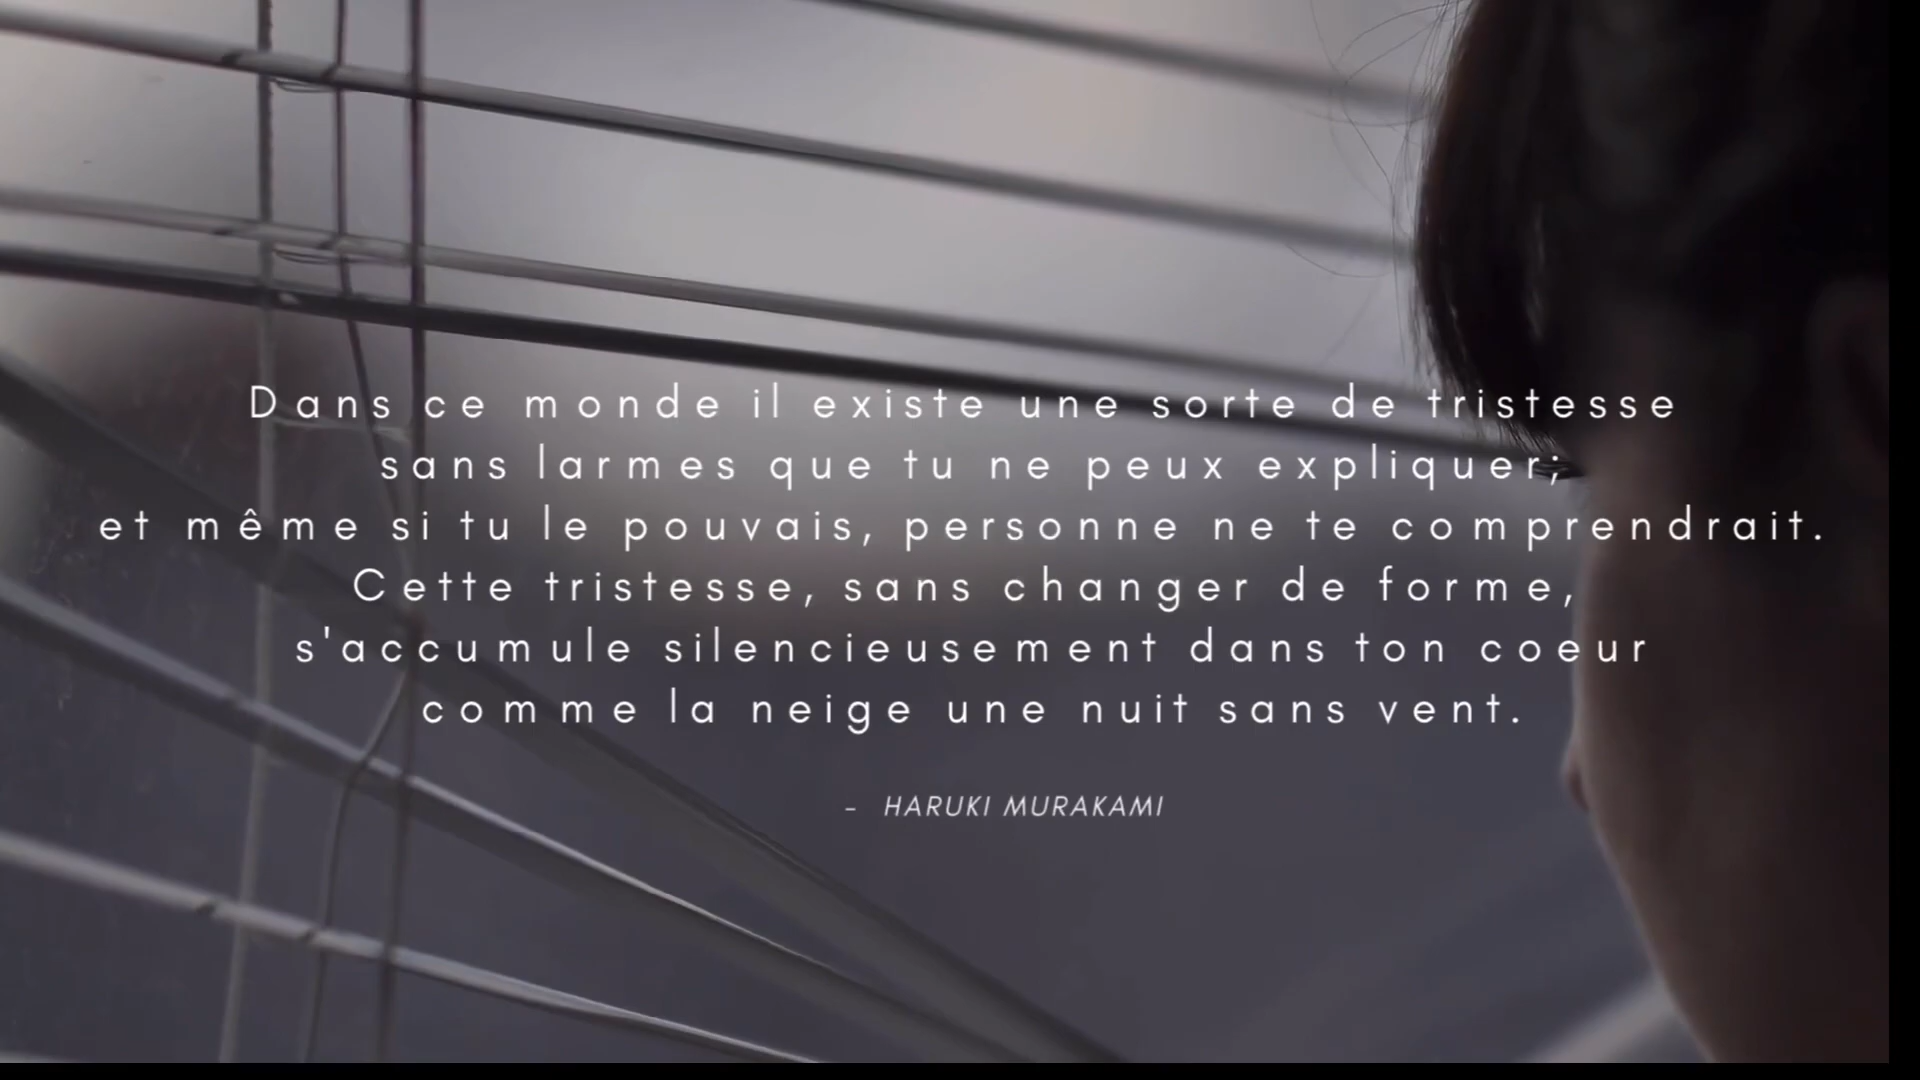 Dans ce monde il existe une sorte de tristesse
sans larmes que tu ne peux expliquer;
et même si tu le pouvais, personne ne te comprendrait.
Cette tristesse, sans changer de forme,
s'accumule silencieusement dans ton coeur
comme la neige une nuit sans vent.
- HARUKI MURAKAMI